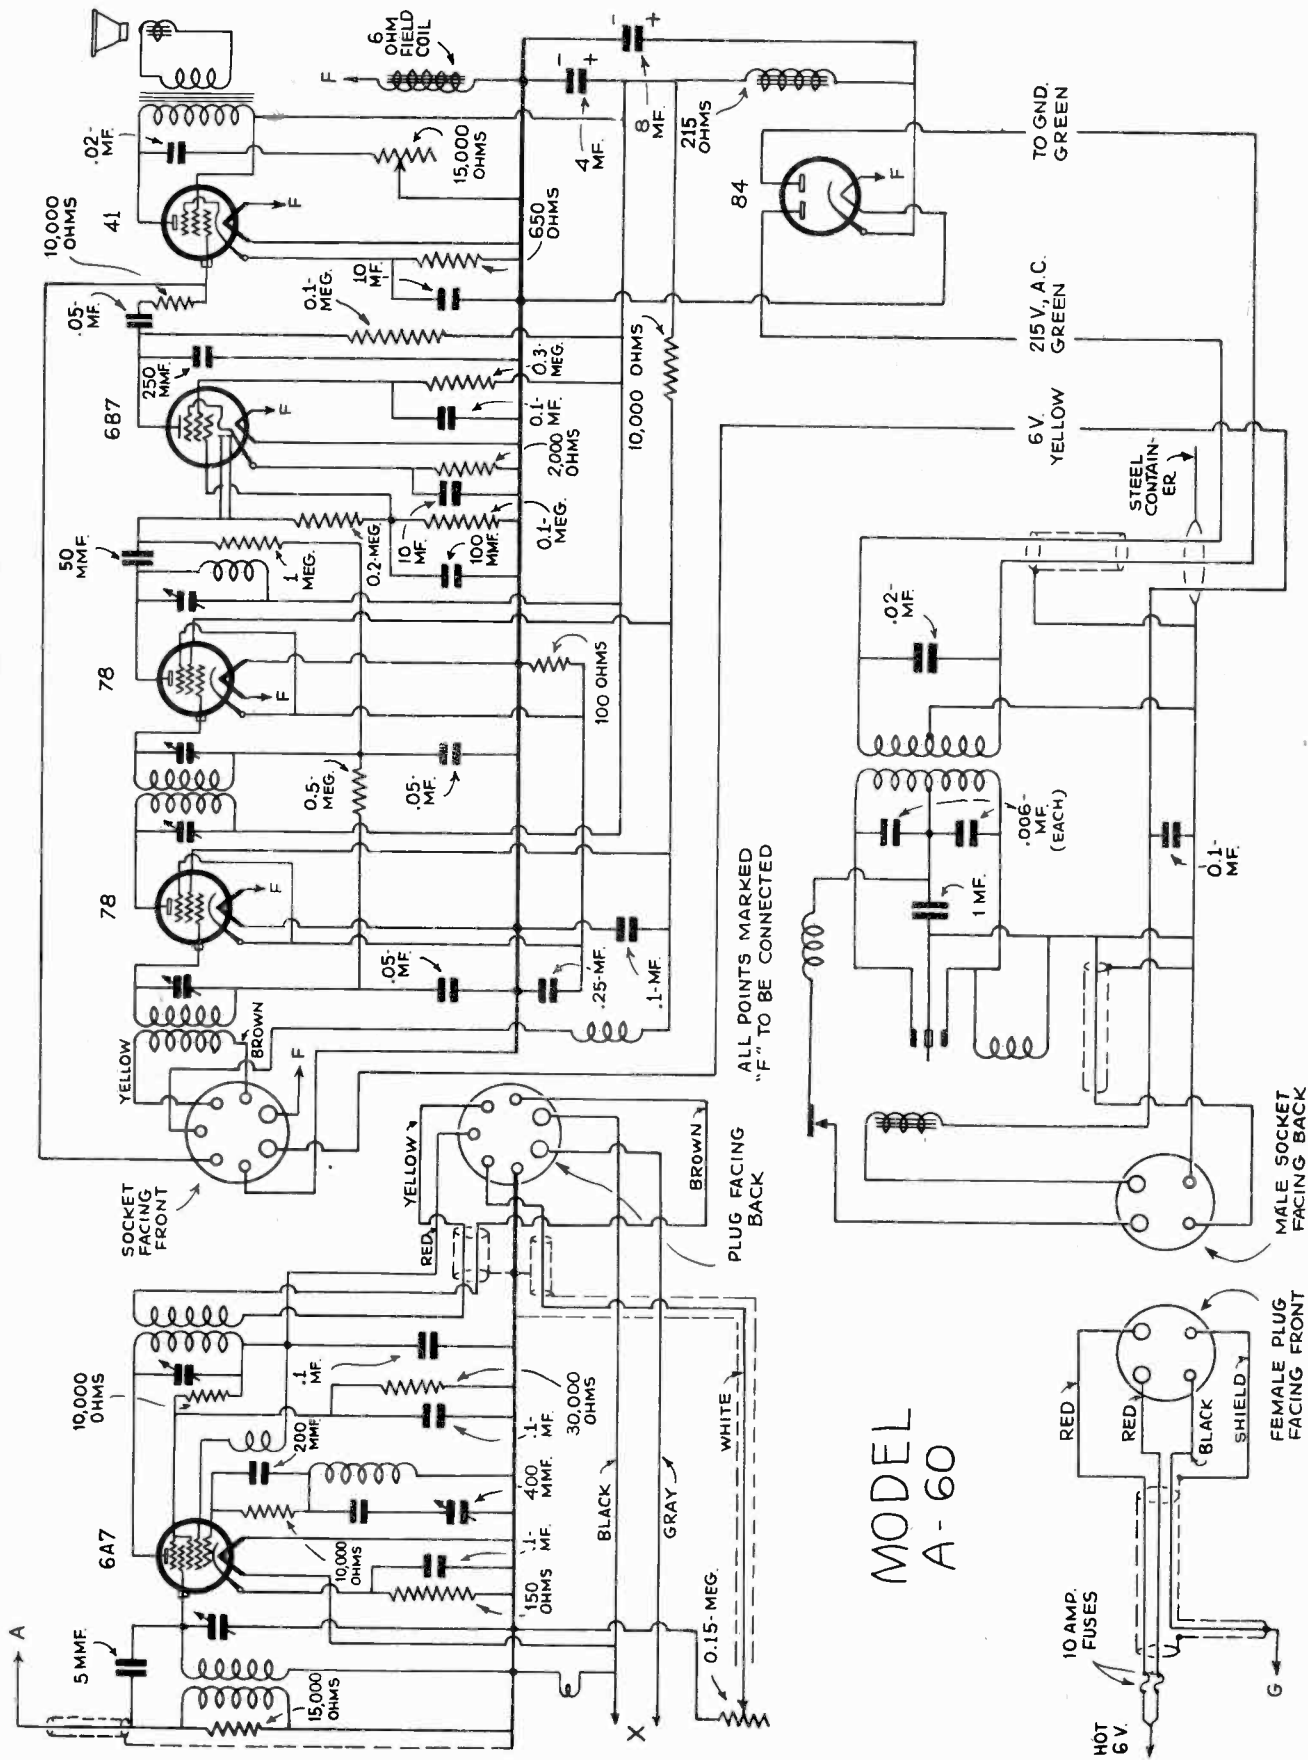 A
5 MMF.
15,000
OHMS
6A7
10,000
OHMS
200
MMF.
10,000
OHMS
150
OHMS
.1-
MF.
400
MMF.
.1-
MF.
30,000
OHMS
.1
MF.
BLACK
GRAY
WHITE
X
0.15-MEG.
SOCKET
FACING
FRONT
YELLOW
BROWN
F
YELLOW
RED
BROWN
PLUG FACING
BACK
78
F
.05-
MF.
.25-MF.
.1-MF.
0.5-
MEG.
.05-
MF.
78
F
100 OHMS
50
MMF.
1
MEG.
0.2-MEG.
10
MF.
100
MMF.
0.1-
MEG.
6B7
F
250
MMF.
2,000
OHMS
0.1-
MF.
0.3-
MEG.
.05-
MF.
10,000
OHMS
0.1-
MEG.
10
MF.
650
OHMS
41
F
.02-
MF.
15,000
OHMS
F
6
OHM
FIELD
COIL
- +
4
MF.
- +
8
MF.
215
OHMS
10,000 OHMS
84
F
ALL POINTS MARKED
"F" TO BE CONNECTED
6 V.
YELLOW
215 V., A.C.
GREEN
TO GND.
GREEN
STEEL
CONTAIN-
ER
.02-
MF.
.006-
MF.
(EACH)
1 MF.
0.1-
MF.
MALE SOCKET
FACING BACK
MODEL
A-60
HOT
6 V.
10 AMP.
FUSES
G
RED
RED
BLACK
SHIELD
FEMALE PLUG
FACING FRONT